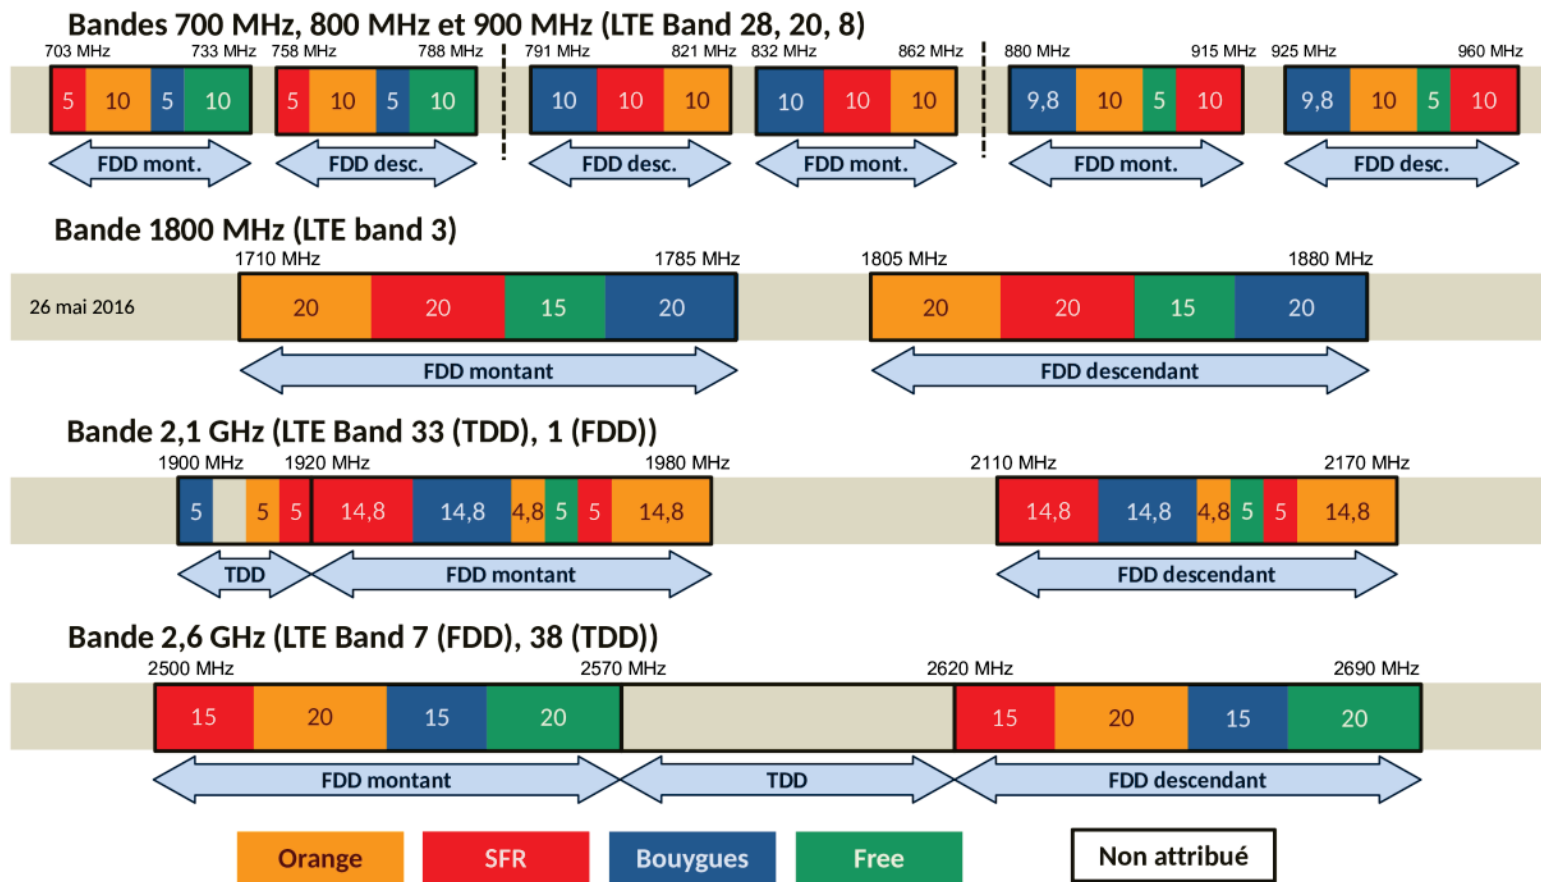 Bandes 700 MHz, 800 MHz et 900 MHz (LTE Band 28, 20, 8)
703 MHz 733 MHz 758 MHz 788 MHz 791 MHz 821 MHz 832 MHz 862 MHz 880 MHz 915 MHz 925 MHz 960 MHz
5 10 5 10 5 10 5 10 10 10 10 10 10 10 9,8 10 5 10 9,8 10 5 10
FDD mont. FDD desc. FDD desc. FDD mont. FDD mont. FDD desc.
Bande 1800 MHz (LTE band 3)
1710 MHz 1785 MHz 1805 MHz 1880 MHz
26 mai 2016 20 20 15 20 20 20 15 20
FDD montant FDD descendant
Bande 2,1 GHz (LTE Band 33 (TDD), 1 (FDD))
1900 MHz 1920 MHz 1980 MHz 2110 MHz 2170 MHz
5 5 5 14,8 14,8 4,8 5 5 14,8 14,8 14,8 4,8 5 5 14,8
TDD FDD montant FDD descendant
Bande 2,6 GHz (LTE Band 7 (FDD), 38 (TDD))
2500 MHz 2570 MHz 2620 MHz 2690 MHz
15 20 15 20 15 20 15 20
FDD montant TDD FDD descendant
Orange SFR Bouygues Free Non attribué